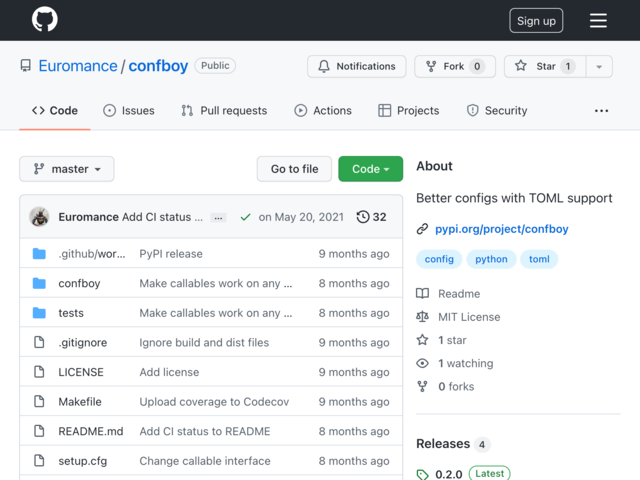 Sign up
Euromance / confboy Public
Notifications Fork 0 Star 1
Code Issues Pull requests Actions Projects Security ...
master Go to file Code
Euromance Add CI status ... ... on May 20, 2021 32
.github/wor... PyPI release 9 months ago
confboy Make callables work on any ... 8 months ago
tests Make callables work on any ... 8 months ago
.gitignore Ignore build and dist files 9 months ago
LICENSE Add license 9 months ago
Makefile Upload coverage to Codecov 9 months ago
README.md Add CI status to README 8 months ago
setup.cfg Change callable interface 8 months ago
About
Better configs with TOML support
pypi.org/project/confboy
config python toml
Readme
MIT License
1 star
1 watching
0 forks
Releases 4
0.2.0 Latest